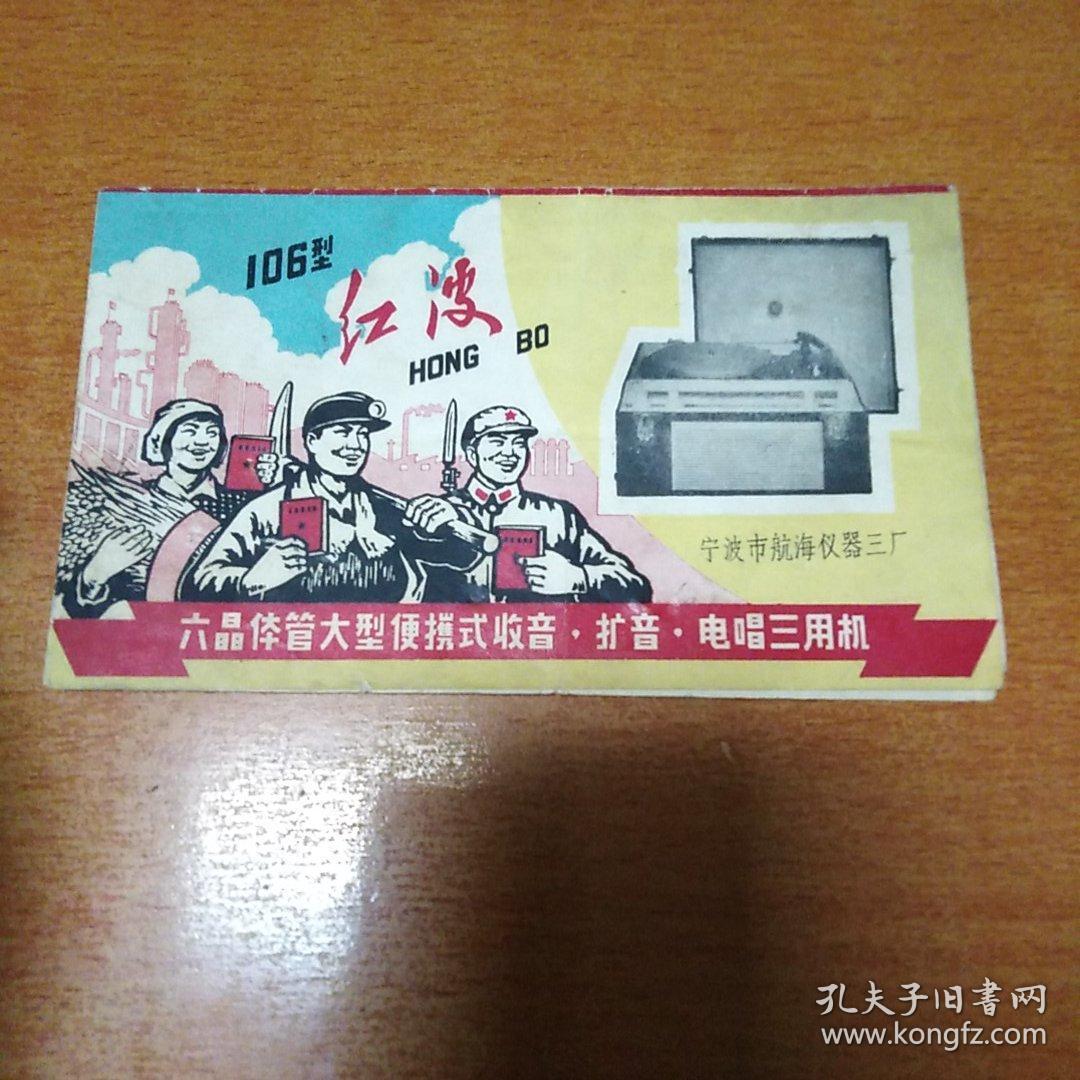 106型
红波
HONG BO
宁波市航海仪器三厂
六晶体管大型便携式收音·扩音·电唱三用机
孔夫子旧書网
www.kongfz.com